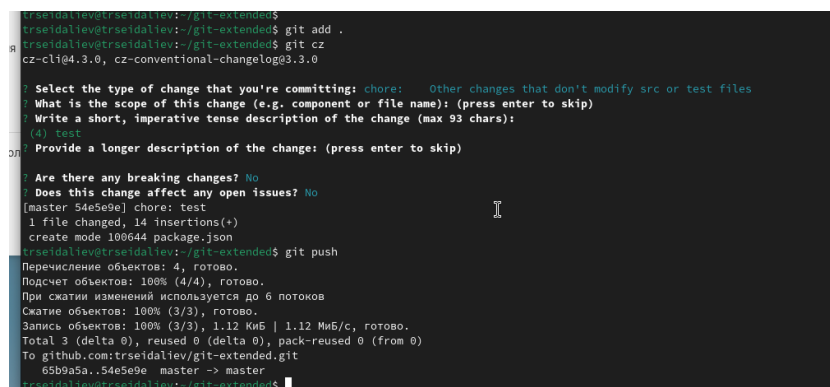 trseidaliev@trseidaliev:~/git-extended$
trseidaliev@trseidaliev:~/git-extended$ git add .
trseidaliev@trseidaliev:~/git-extended$ git cz
cz-cli@4.3.0, cz-conventional-changelog@3.3.0
? Select the type of change that you're committing: chore:    Other changes that don't modify src or test files
? What is the scope of this change (e.g. component or file name): (press enter to skip)
? Write a short, imperative tense description of the change (max 93 chars):
(4) test
? Provide a longer description of the change: (press enter to skip)
? Are there any breaking changes? No
? Does this change affect any open issues? No
[master 54e5e9e] chore: test
1 file changed, 14 insertions(+)
create mode 100644 package.json
trseidaliev@trseidaliev:~/git-extended$ git push
Перечисление объектов: 4, готово.
Подсчет объектов: 100% (4/4), готово.
При сжатии изменений используется до 6 потоков
Сжатие объектов: 100% (3/3), готово.
Запись объектов: 100% (3/3), 1.12 КиБ | 1.12 МиБ/с, готово.
Total 3 (delta 0), reused 0 (delta 0), pack-reused 0 (from 0)
To github.com:trseidaliev/git-extended.git
65b9a5a..54e5e9e  master -> master
trseidaliev@trseidaliev:~/git-extended$